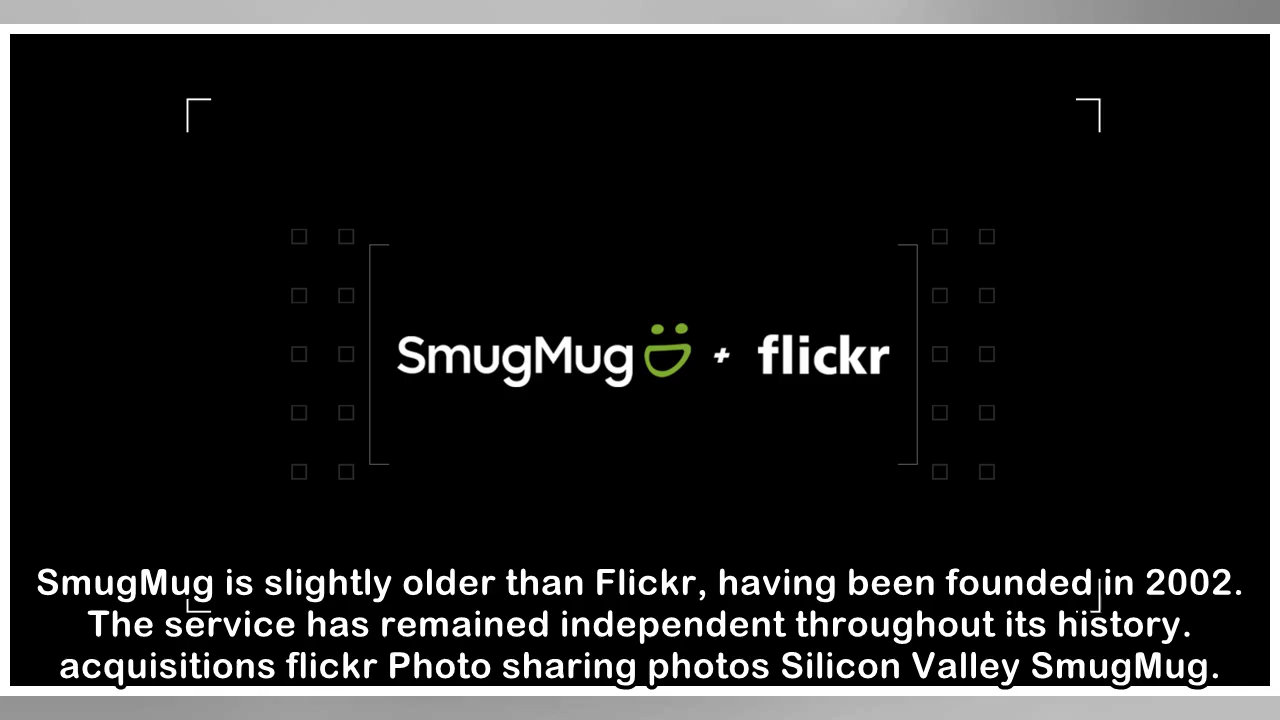 SmugMug + flickr
SmugMug is slightly older than Flickr, having been founded in 2002.
The service has remained independent throughout its history.
acquisitions flickr Photo sharing photos Silicon Valley SmugMug.